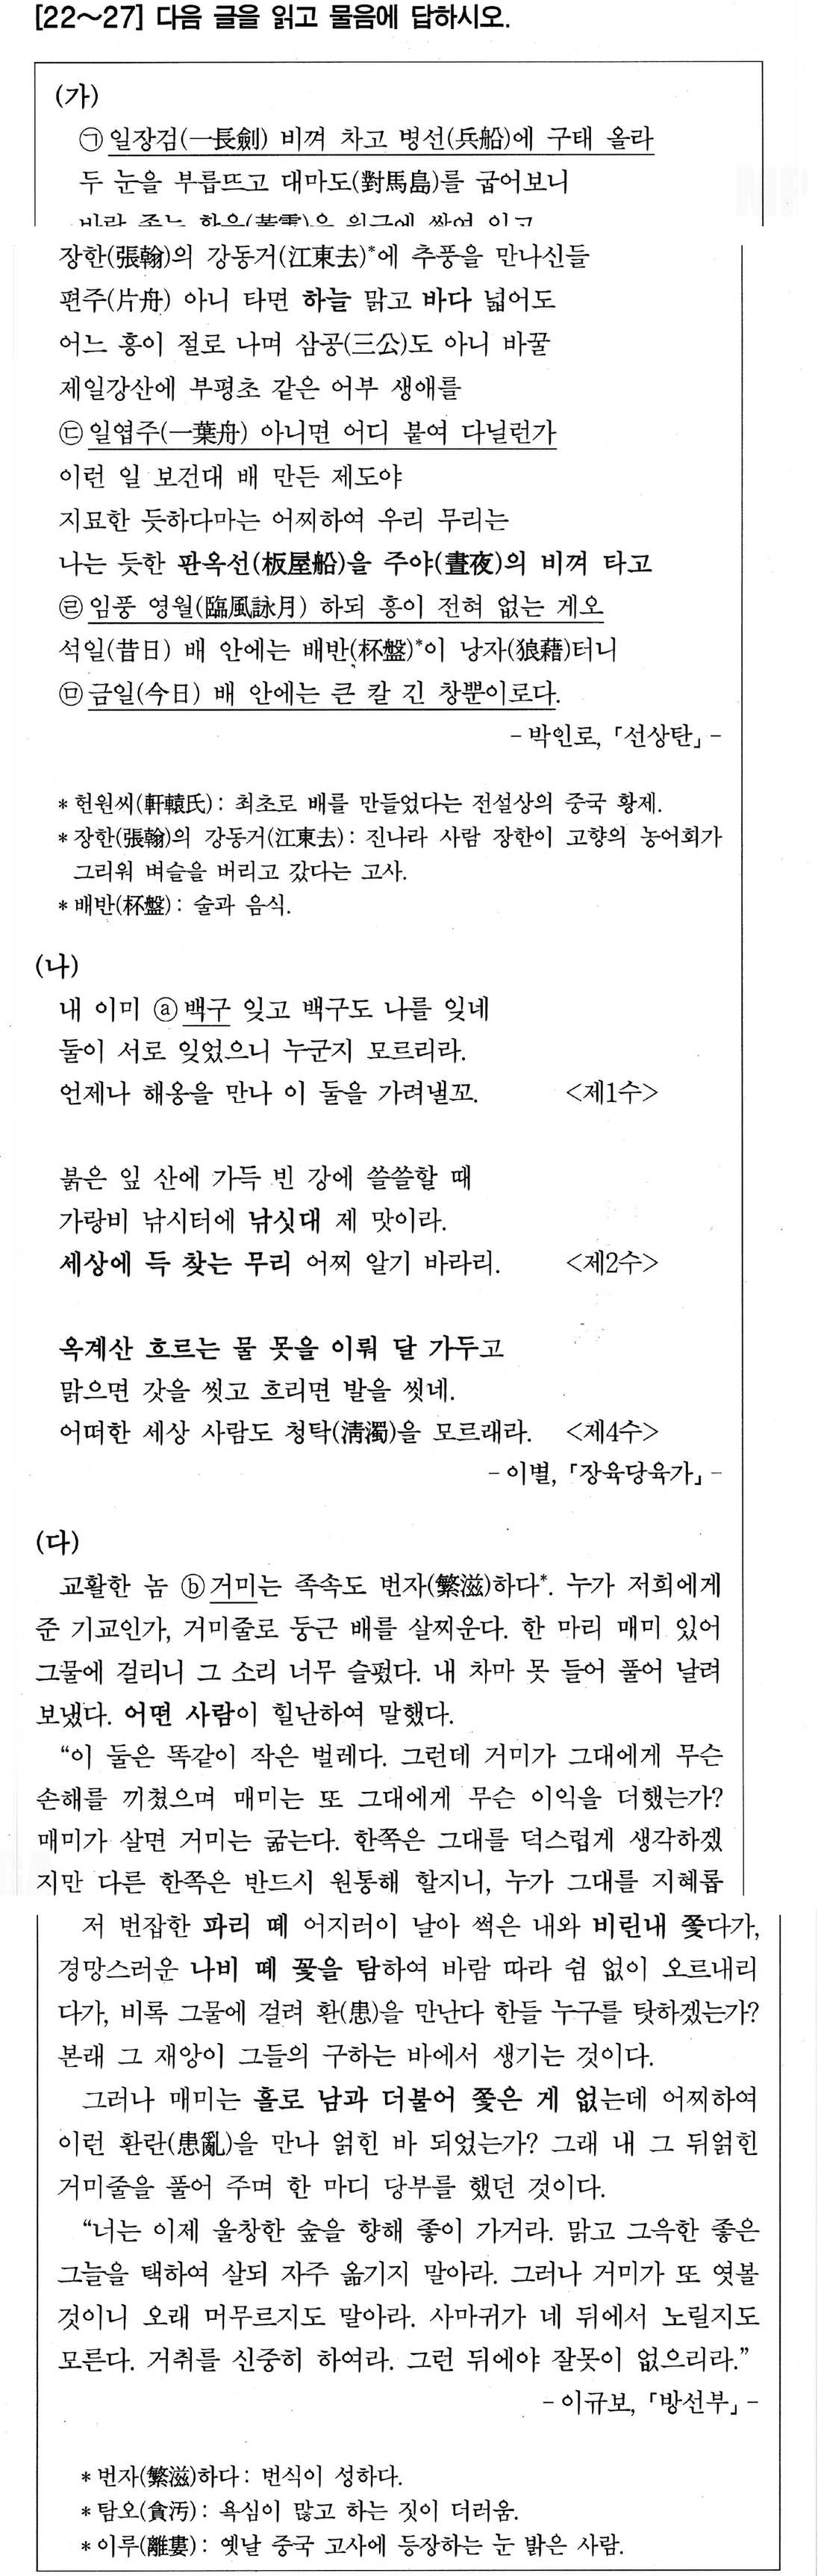 [22～27] 다음 글을 읽고 물음에 답하시오.
(가)
㉠일장검(一長劍) 비껴 차고 병선(兵船)에 구태 올라
두 눈을 부릅뜨고 대마도(對馬島)를 굽어보니
바람 좇는 황운(黃雲)은 원근에 쌓여 있고
장한(張翰)의 강동거(江東去)*에 추풍을 만나신들
편주(片舟) 아니 타면 하늘 맑고 바다 넓어도
어느 흥이 절로 나며 삼공(三公)도 아니 바꿀
제일강산에 부평초 같은 어부 생애를
㉢일엽주(一葉舟) 아니면 어디 붙여 다닐런가
이런 일 보건대 배 만든 제도야
지묘한 듯하다마는 어찌하여 우리 무리는
나는 듯한 판옥선(板屋船)을 주야(晝夜)의 비껴 타고
㉣임풍 영월(臨風詠月) 하되 흥이 전혀 없는 게오
석일(昔日) 배 안에는 배반(杯盤)*이 낭자(狼藉)터니
㉤금일(今日) 배 안에는 큰 칼 긴 창뿐이로다.
- 박인로, ｢선상탄｣ -
* 헌원씨(軒轅氏) : 최초로 배를 만들었다는 전설상의 중국 황제.
* 장한(張翰)의 강동거(江東去) : 진나라 사람 장한이 고향의 농어회가
그리워 벼슬을 버리고 갔다는 고사.
* 배반(杯盤) : 술과 음식.
(나)
내 이미 ⓐ백구 잊고 백구도 나를 잊네
둘이 서로 잊었으니 누군지 모르리라.
언제나 해옹을 만나 이 둘을 가려낼꼬. <제1수>
붉은 잎 산에 가득 빈 강에 쓸쓸할 때
가랑비 낚시터에 낚싯대 제 맛이라.
세상에 득 찾는 무리 어찌 알기 바라리. <제2수>
옥계산 흐르는 물 못을 이뤄 달 가두고
맑으면 갓을 씻고 흐리면 발을 씻네.
어떠한 세상 사람도 청탁(淸濁)을 모르래라. <제4수>
- 이별, ｢장육당육가｣ -
(다)
교활한 놈 ⓑ거미는 족속도 번자(繁滋)하다*. 누가 저희에게
준 기교인가, 거미줄로 둥근 배를 살찌운다. 한 마리 매미 있어
그물에 걸리니 그 소리 너무 슬펐다. 내 차마 못 들어 풀어 날려
보냈다. 어떤 사람이 힐난하여 말했다.
“이 둘은 똑같이 작은 벌레다. 그런데 거미가 그대에게 무슨
손해를 끼쳤으며 매미는 또 그대에게 무슨 이익을 더했는가?
매미가 살면 거미는 굶는다. 한쪽은 그대를 덕스럽게 생각하겠
지만 다른 한쪽은 반드시 원통해 할지니, 누가 그대를 지혜롭
저 번잡한 파리 떼 어지러이 날아 썩은 내와 비린내 쫓다가,
경망스러운 나비 떼 꽃을 탐하여 바람 따라 쉼 없이 오르내리
다가, 비록 그물에 걸려 환(患)을 만난다 한들 누구를 탓하겠는가?
본래 그 재앙이 그들의 구하는 바에서 생기는 것이다.
그러나 매미는 홀로 남과 더불어 쫓은 게 없는데 어찌하여
이런 환란(患亂)을 만나 얽힌 바 되었는가? 그래 내 그 뒤얽힌
거미줄을 풀어 주며 한 마디 당부를 했던 것이다.
“너는 이제 울창한 숲을 향해 좋이 가거라. 맑고 그윽한 좋은
그늘을 택하여 살되 자주 옮기지 말아라. 그러나 거미가 또 엿볼
것이니 오래 머무르지도 말아라. 사마귀가 네 뒤에서 노릴지도
모른다. 거취를 신중히 하여라. 그런 뒤에야 잘못이 없으리라.”
- 이규보, ｢방선부｣ -
* 번자(繁滋)하다 : 번식이 성하다.
* 탐오(貪汚) : 욕심이 많고 하는 짓이 더러움.
* 이루(離婁) : 옛날 중국 고사에 등장하는 눈 밝은 사람.